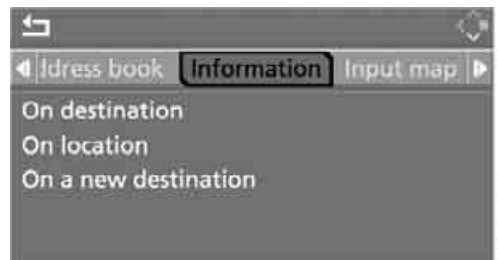 ldress book Information Input map
On destination
On location
On a new destination